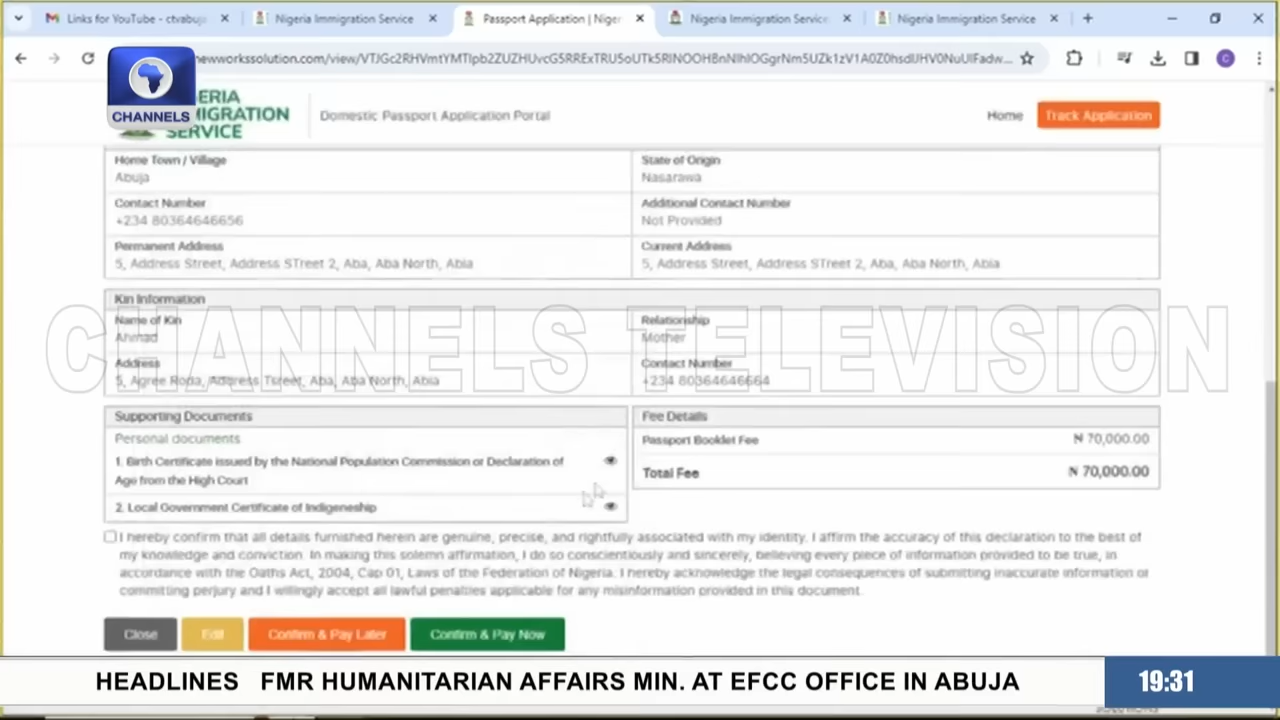 Links for YouTube - ctvabuja
Nigeria Immigration Service
Passport Application | Niger
Nigeria Immigration Service
Nigeria Immigration Service
CHANNELS
ERIA
MIGRATION
SERVICE
Domestic Passport Application Portal
Home
Track Application
Home Town / Village
Abuja
State of Origin
Nasarawa
Contact Number
+234 80364646656
Additional Contact Number
Not Provided
Permanent Address
5, Address Street, Address STreet 2, Aba, Aba North, Abia
Current Address
5, Address Street, Address STreet 2, Aba, Aba North, Abia
Kin Information
Name of Kin
Ahmad
Relationship
Mother
Address
5, Agree Roda, Address Tsreet, Aba, Aba North, Abia
Contact Number
+234 80364646664
CHANNELS TELEVISION
Supporting Documents
Personal documents
1. Birth Certificate issued by the National Population Commission or Declaration of
Age from the High Court
2. Local Government Certificate of Indigeneship
Fee Details
Passport Booklet Fee ₦ 70,000.00
Total Fee ₦ 70,000.00
I hereby confirm that all details furnished herein are genuine, precise, and rightfully associated with my identity. I affirm the accuracy of this declaration to the best of
my knowledge and conviction. In making this solemn affirmation, I do so conscientiously and sincerely, believing every piece of information provided to be true, in
accordance with the Oaths Act, 2004, Cap 01, Laws of the Federation of Nigeria. I hereby acknowledge the legal consequences of submitting inaccurate information or
committing perjury and I willingly accept all lawful penalties applicable for any misinformation provided in this document.
Close
Edit
Confirm & Pay Later
Confirm & Pay Now
HEADLINES FMR HUMANITARIAN AFFAIRS MIN. AT EFCC OFFICE IN ABUJA
19:31